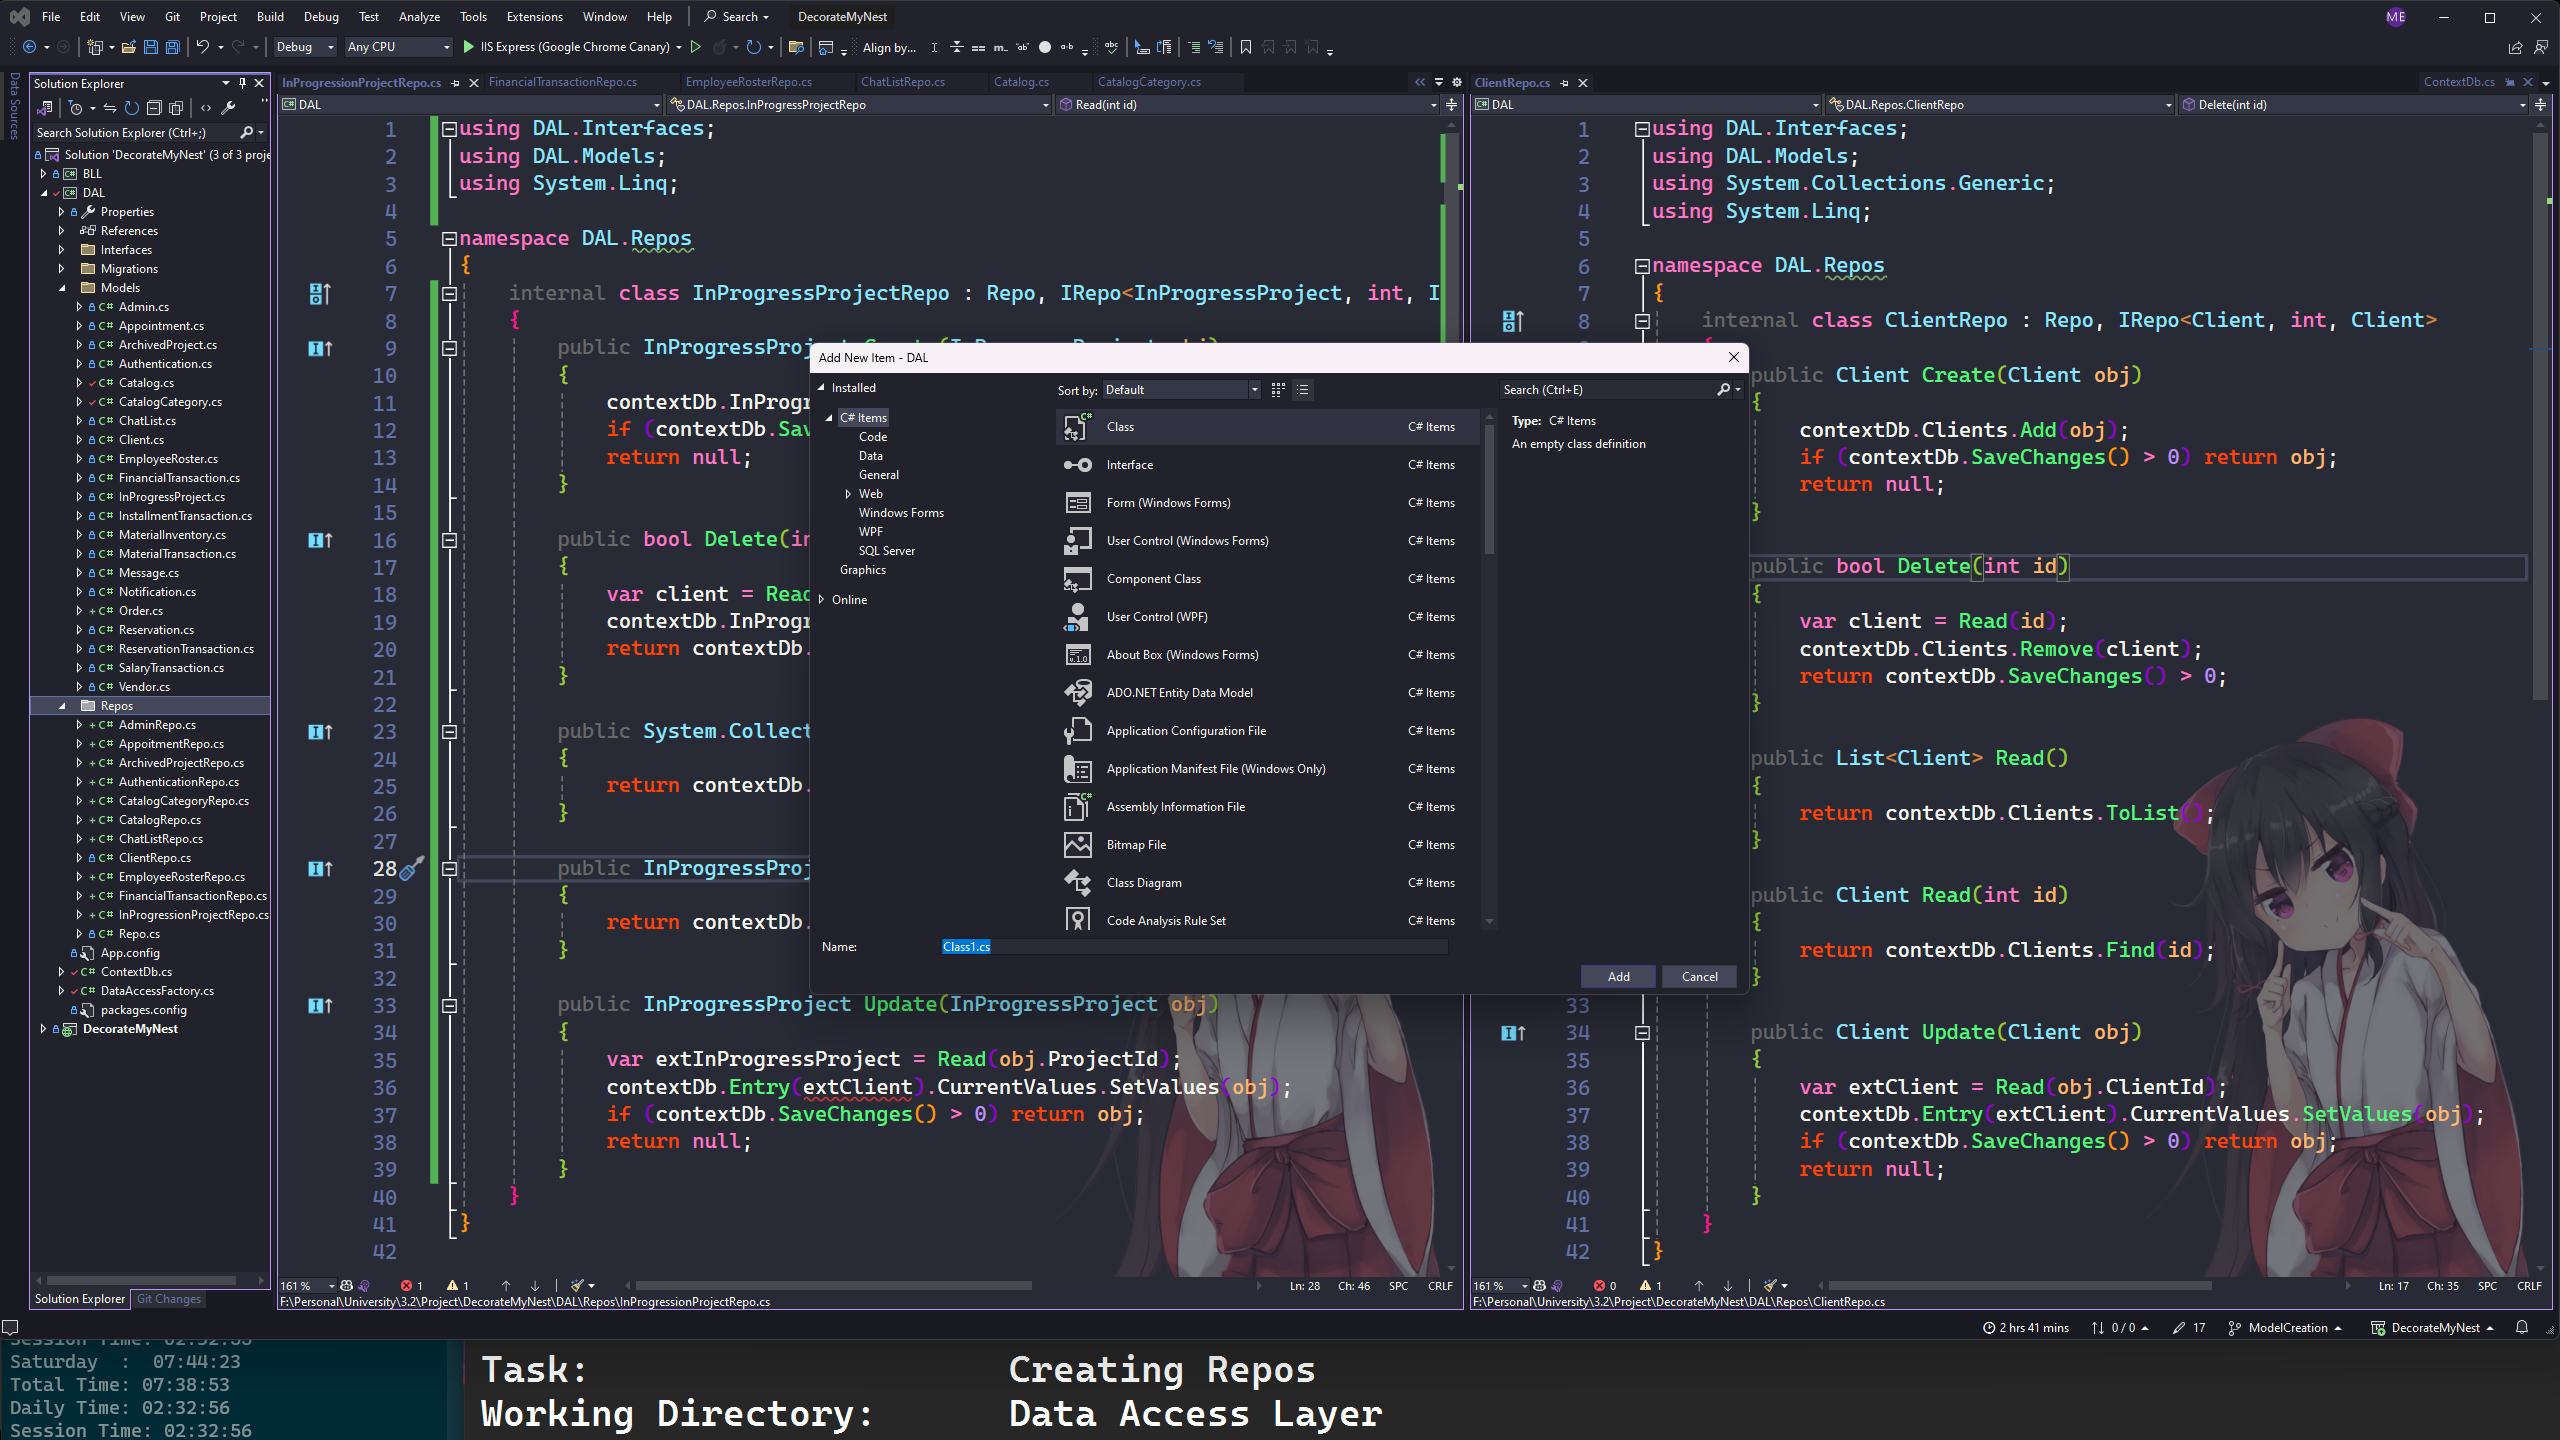 File Edit View Git Project Build Debug Test Analyze Tools Extensions Window Help Search DecorateMyNest ME
Debug Any CPU IIS Express (Google Chrome Canary) Align by...
Data Sources
Solution Explorer
Search Solution Explorer (Ctrl+;)
Solution 'DecorateMyNest' (3 of 3 proje
BLL
DAL
Properties
References
Interfaces
Migrations
Models
Admin.cs
Appointment.cs
ArchivedProject.cs
Authentication.cs
Catalog.cs
CatalogCategory.cs
ChatList.cs
Client.cs
EmployeeRoster.cs
FinancialTransaction.cs
InProgressProject.cs
InstallmentTransaction.cs
MaterialInventory.cs
MaterialTransaction.cs
Message.cs
Notification.cs
Order.cs
Reservation.cs
ReservationTransaction.cs
SalaryTransaction.cs
Vendor.cs
Repos
AdminRepo.cs
AppoitmentRepo.cs
ArchivedProjectRepo.cs
AuthenticationRepo.cs
CatalogCategoryRepo.cs
CatalogRepo.cs
ChatListRepo.cs
ClientRepo.cs
EmployeeRosterRepo.cs
FinancialTransactionRepo.cs
InProgressionProjectRepo.cs
Repo.cs
App.config
ContextDb.cs
DataAccessFactory.cs
packages.config
DecorateMyNest
Solution Explorer Git Changes
InProgressionProjectRepo.cs FinancialTransactionRepo.cs EmployeeRosterRepo.cs ChatListRepo.cs Catalog.cs CatalogCategory.cs
DAL DAL.Repos.InProgressProjectRepo Read(int id)
1 using DAL.Interfaces;
2 using DAL.Models;
3 using System.Linq;
4
5 namespace DAL.Repos
6 {
7 internal class InProgressProjectRepo : Repo, IRepo<InProgressProject, int, I
8 {
9 public InProgressProj
10 {
11 contextDb.InProgr
12 if (contextDb.Sav
13 return null;
14 }
15
16 public bool Delete(in
17 {
18 var client = Read
19 contextDb.InProgr
20 return contextDb.
21 }
22
23 public System.Collect
24 {
25 return contextDb.
26 }
27
28 public InProgressProj
29 {
30 return contextDb.
31 }
32
33 public InProgressProject Update(InProgressProject obj)
34 {
35 var extInProgressProject = Read(obj.ProjectId);
36 contextDb.Entry(extClient).CurrentValues.SetValues(obj);
37 if (contextDb.SaveChanges() > 0) return obj;
38 return null;
39 }
40 }
41 }
42
161 % 1 1 Ln: 28 Ch: 46 SPC CRLF
F:\Personal\University\3.2\Project\DecorateMyNest\DAL\Repos\InProgressionProjectRepo.cs
Add New Item - DAL
Installed
C# Items
Code
Data
General
Web
Windows Forms
WPF
SQL Server
Graphics
Online
Sort by: Default
Class C# Items
Interface C# Items
Form (Windows Forms) C# Items
User Control (Windows Forms) C# Items
Component Class C# Items
User Control (WPF) C# Items
About Box (Windows Forms) C# Items
ADO.NET Entity Data Model C# Items
Application Configuration File C# Items
Application Manifest File (Windows Only) C# Items
Assembly Information File C# Items
Bitmap File C# Items
Class Diagram C# Items
Code Analysis Rule Set C# Items
Search (Ctrl+E)
Type: C# Items
An empty class definition
Name: Class1.cs
Add Cancel
ClientRepo.cs ContextDb.cs
DAL DAL.Repos.ClientRepo Delete(int id)
1 using DAL.Interfaces;
2 using DAL.Models;
3 using System.Collections.Generic;
4 using System.Linq;
5
6 namespace DAL.Repos
7 {
8 internal class ClientRepo : Repo, IRepo<Client, int, Client>
public Client Create(Client obj)
{
contextDb.Clients.Add(obj);
if (contextDb.SaveChanges() > 0) return obj;
return null;
}
public bool Delete(int id)
{
var client = Read(id);
contextDb.Clients.Remove(client);
return contextDb.SaveChanges() > 0;
}
public List<Client> Read()
{
return contextDb.Clients.ToList();
}
public Client Read(int id)
{
return contextDb.Clients.Find(id);
}
33
34 public Client Update(Client obj)
35 {
36 var extClient = Read(obj.ClientId);
37 contextDb.Entry(extClient).CurrentValues.SetValues(obj);
38 if (contextDb.SaveChanges() > 0) return obj;
39 return null;
40 }
41 }
42 }
161 % 0 1 Ln: 17 Ch: 35 SPC CRLF
F:\Personal\University\3.2\Project\DecorateMyNest\DAL\Repos\ClientRepo.cs
2 hrs 41 mins 0 / 0 17 ModelCreation DecorateMyNest
Saturday : 07:44:23
Total Time: 07:38:53
Daily Time: 02:32:56
Session Time: 02:32:56
Task: Creating Repos
Working Directory: Data Access Layer